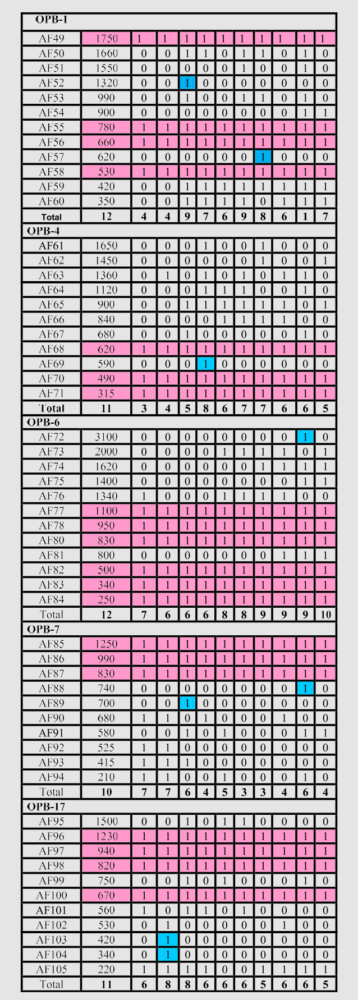 OPB-1
AF49 1750 1 1 1 1 1 1 1 1 1 1
AF50 1660 0 0 1 1 0 1 1 0 1 0
AF51 1550 0 0 0 0 0 1 0 0 1 0
AF52 1320 0 0 1 0 0 0 0 0 0 0
AF53 990 0 0 1 0 0 1 1 0 1 0
AF54 900 0 0 0 0 0 0 0 0 1 1
AF55 780 1 1 1 1 1 1 1 1 1 1
AF56 660 1 1 1 1 1 1 1 1 1 1
AF57 620 0 0 0 0 0 0 1 0 0 0
AF58 530 1 1 1 1 1 1 1 1 1 1
AF59 420 0 0 1 1 1 1 1 1 1 1
AF60 350 0 0 1 1 1 1 0 1 1 1
Total 12 4 4 9 7 6 9 8 6 1 7
OPB-4
AF61 1650 0 0 0 1 0 0 1 0 0 0
AF62 1450 0 0 0 0 0 0 1 0 0 1
AF63 1360 0 1 0 1 0 1 0 1 1 0
AF64 1120 0 0 0 1 1 1 0 0 1 0
AF65 900 0 0 1 1 1 1 1 1 0 1
AF66 840 0 0 0 0 1 1 1 1 0 0
AF67 680 0 0 1 0 0 0 0 0 1 0
AF68 620 1 1 1 1 1 1 1 1 1 1
AF69 590 0 0 0 1 0 0 0 0 0 0
AF70 490 1 1 1 1 1 1 1 1 1 1
AF71 315 1 1 1 1 1 1 1 1 1 1
Total 11 3 4 5 8 6 7 7 6 6 5
OPB-6
AF72 3100 0 0 0 0 0 0 0 0 1 0
AF73 2000 0 0 0 0 1 1 1 1 0 1
AF74 1620 0 0 0 0 0 0 1 1 1 1
AF75 1400 0 0 0 0 0 0 0 0 1 1
AF76 1340 1 0 0 0 1 1 1 1 0 0
AF77 1100 1 1 1 1 1 1 1 1 1 1
AF78 950 1 1 1 1 1 1 1 1 1 1
AF80 830 1 1 1 1 1 1 1 1 1 1
AF81 800 0 0 0 0 0 0 0 1 1 1
AF82 500 1 1 1 1 1 1 1 1 1 1
AF83 340 1 1 1 1 1 1 1 1 1 1
AF84 250 1 1 1 1 1 1 1 1 1 1
Total 12 7 6 6 6 8 8 9 9 9 10
OPB-7
AF85 1250 1 1 1 1 1 1 1 1 1 1
AF86 990 1 1 1 1 1 1 1 1 1 1
AF87 830 1 1 1 1 1 1 1 1 1 1
AF88 740 0 0 0 0 0 0 0 0 1 0
AF89 700 0 0 1 0 0 0 0 0 0 0
AF90 680 1 1 0 1 0 0 0 1 0 0
AF91 580 0 0 1 0 1 0 0 0 1 1
AF92 525 1 1 0 0 0 0 0 0 0 0
AF93 415 1 1 1 0 0 0 0 0 0 0
AF94 210 1 1 0 0 1 0 0 0 1 0
Total 10 7 7 6 4 5 3 3 4 6 4
OPB-17
AF95 1500 0 0 1 0 1 1 0 0 0 0
AF96 1230 1 1 1 1 1 1 1 1 1 1
AF97 940 1 1 1 1 1 1 1 1 1 1
AF98 820 1 1 1 1 1 1 1 1 1 1
AF99 750 0 0 1 0 1 0 0 0 1 0
AF100 670 1 1 1 1 1 1 1 1 1 1
AF101 560 1 0 1 1 0 1 0 0 0 0
AF102 530 0 1 0 0 0 0 0 1 0 0
AF103 420 0 1 0 0 0 0 0 0 0 0
AF104 340 0 1 0 0 0 0 0 0 0 0
AF105 220 1 1 1 1 0 0 1 1 1 1
Total 11 6 8 8 6 6 6 5 6 6 5